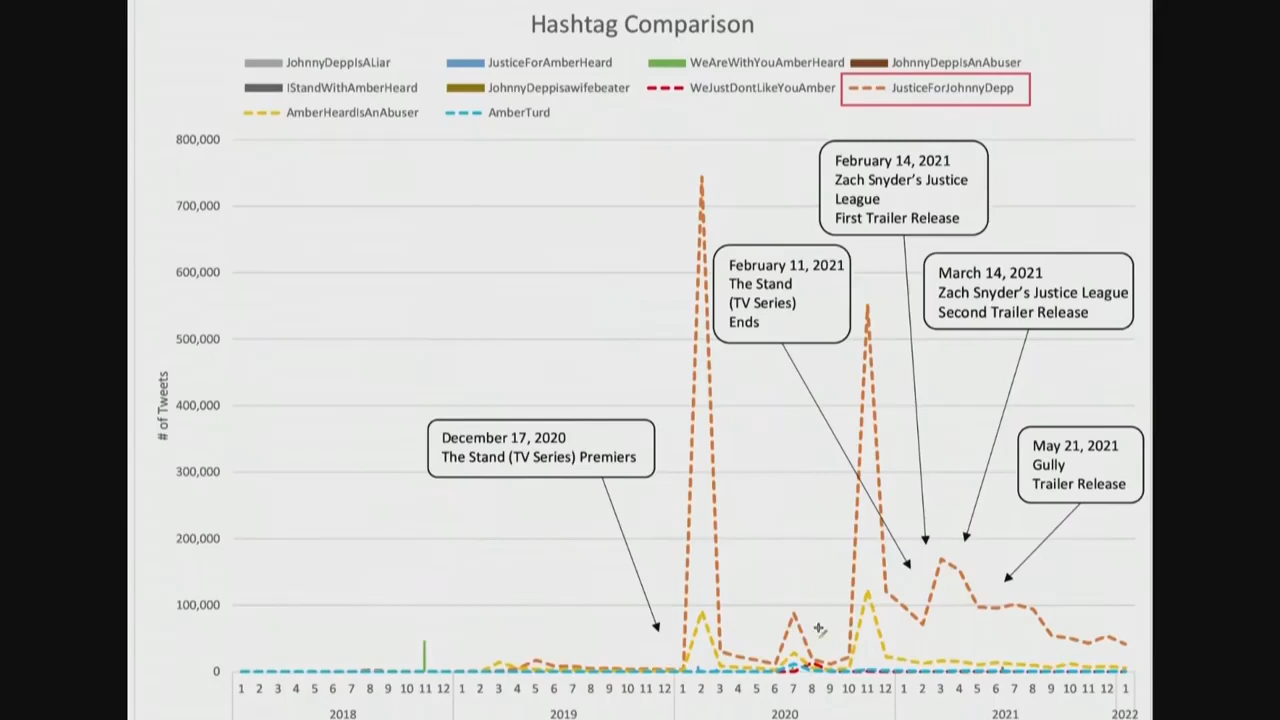 Hashtag Comparison
JohnnyDeppIsALiar JusticeForAmberHeard WeAreWithYouAmberHeard JohnnyDeppIsAnAbuser
IStandWithAmberHeard JohnnyDeppisawifebeater WeJustDontLikeYouAmber JusticeForJohnnyDepp
AmberHeardIsAnAbuser AmberTurd
# of Tweets
800,000
700,000
600,000
500,000
400,000
300,000
200,000
100,000
0
February 14, 2021
Zach Snyder's Justice
League
First Trailer Release
February 11, 2021
The Stand
(TV Series)
Ends
March 14, 2021
Zach Snyder's Justice League
Second Trailer Release
December 17, 2020
The Stand (TV Series) Premiers
May 21, 2021
Gully
Trailer Release
1 2 3 4 5 6 7 8 9 10 11 12 1 2 3 4 5 6 7 8 9 10 11 12 1 2 3 4 5 6 7 8 9 10 11 12 1 2 3 4 5 6 7 8 9 10 11 12 1
2018 2019 2020 2021 2022